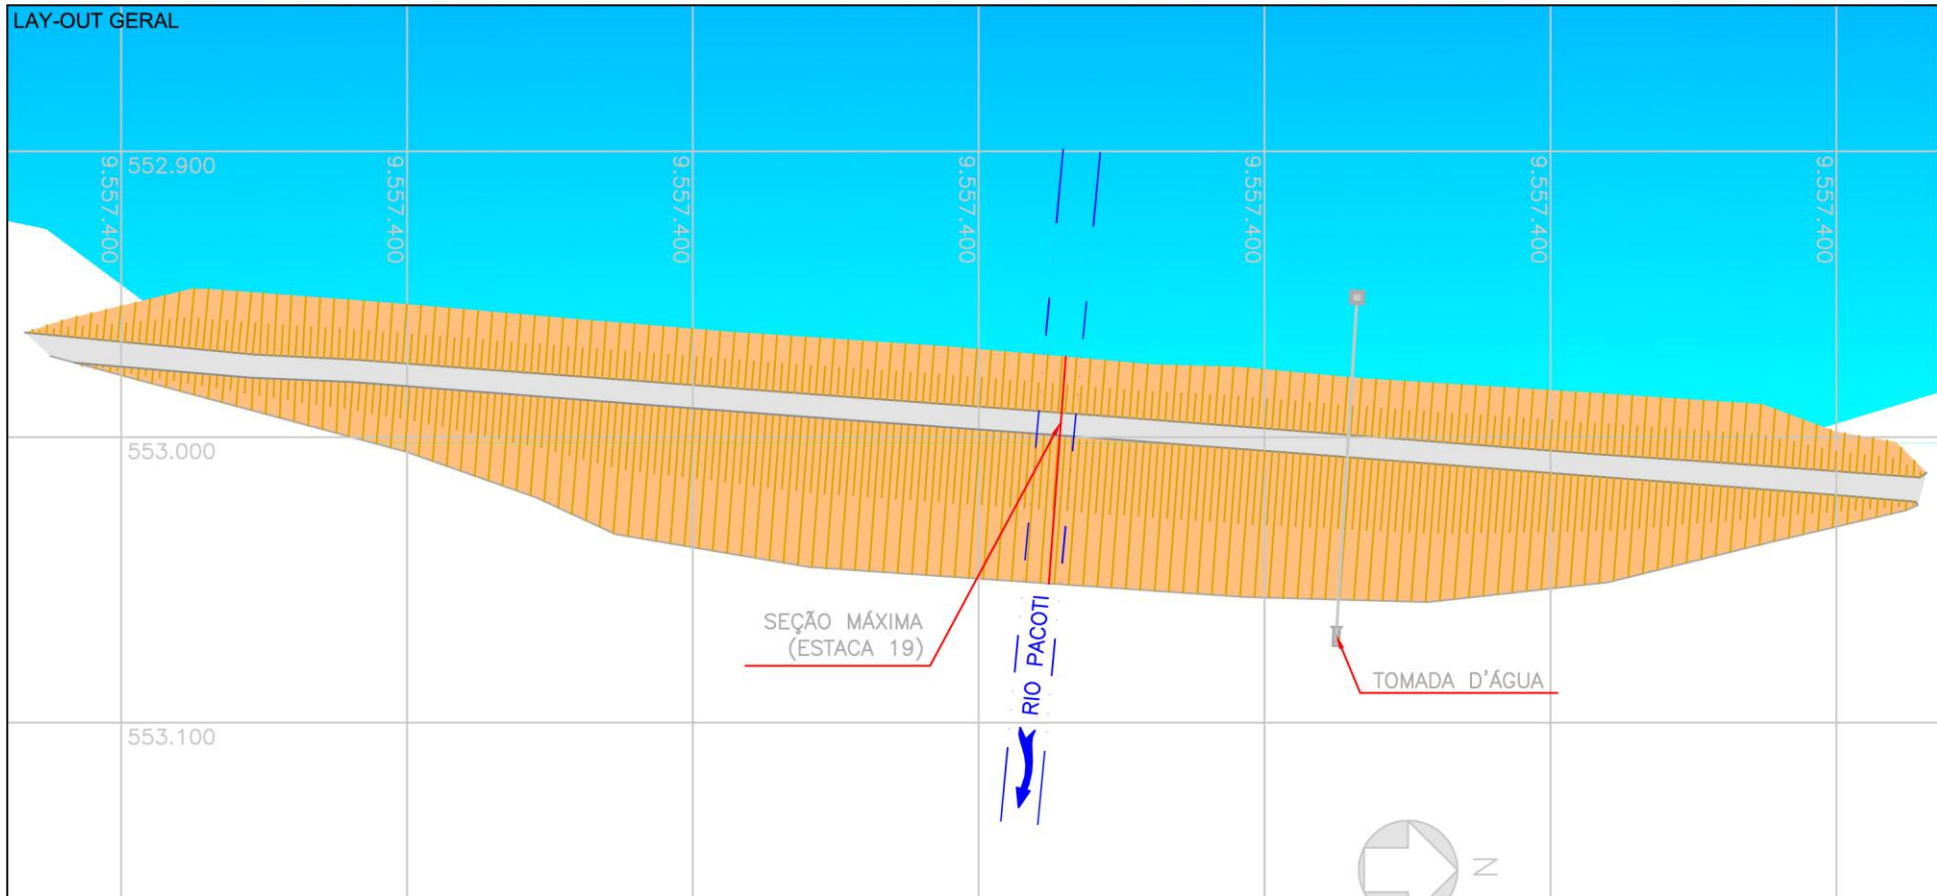 LAY-OUT GERAL
9.557.400
9.557.400
9.557.400
9.557.400
9.557.400
9.557.400
9.557.400
552.900
553.000
SEÇÃO MÁXIMA
(ESTACA 19)
RIO PACOTI
TOMADA D'ÁGUA
553.100
N